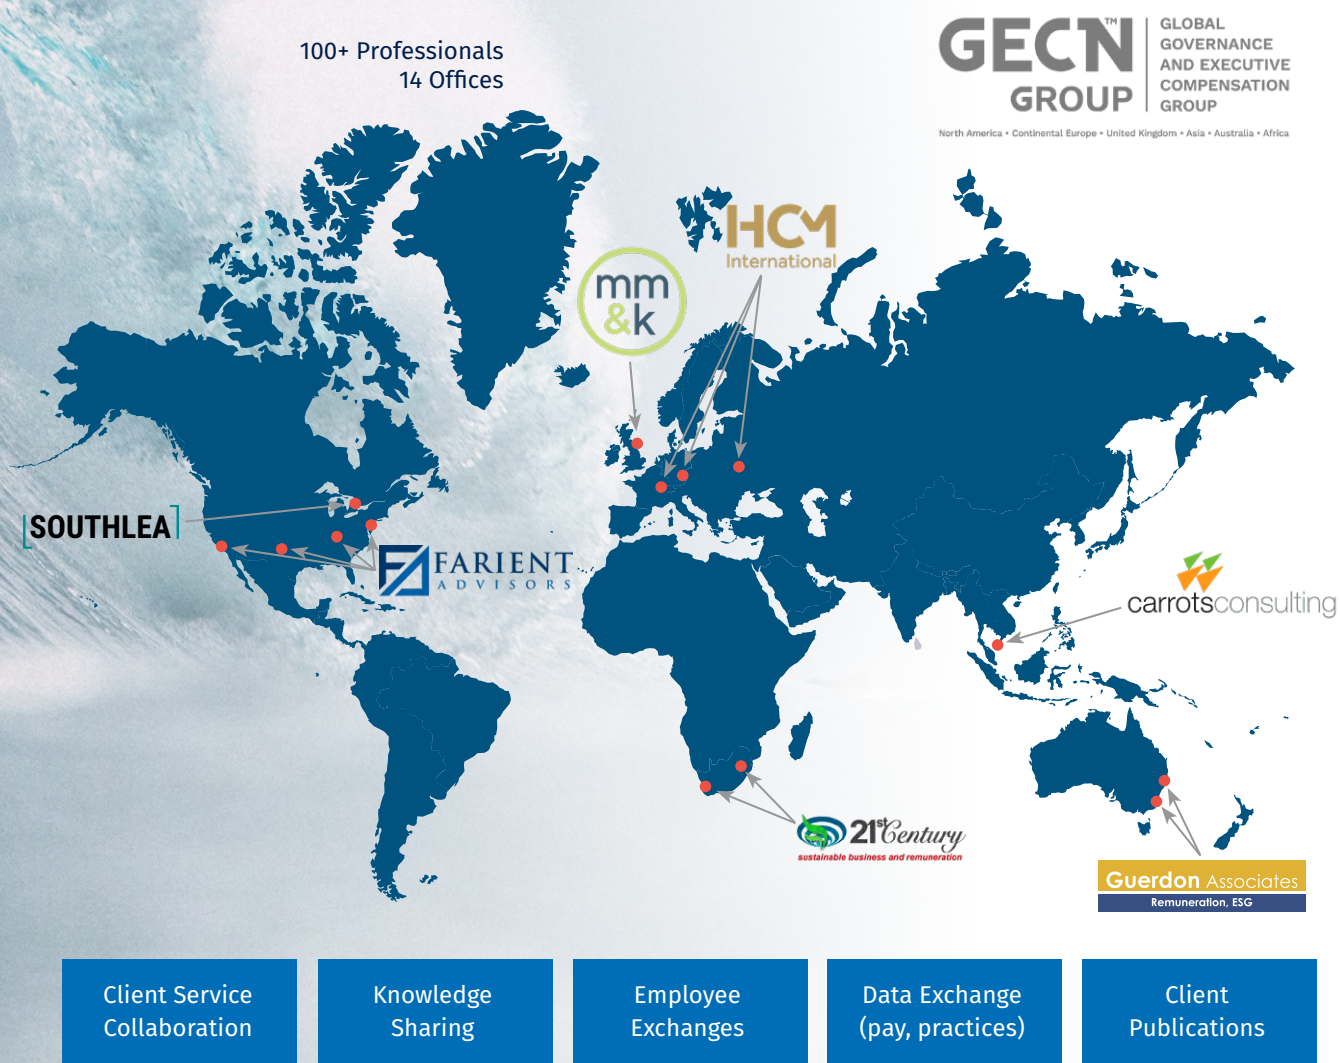 100+ Professionals
14 Offices
GECN™
GROUP
GLOBAL
GOVERNANCE
AND EXECUTIVE
COMPENSATION
GROUP
North America • Continental Europe • United Kingdom • Asia • Australia • Africa
HCM
International
mm
&k
SOUTHLEA
FARIENT
ADVISORS
carrotsconsulting
21st Century
sustainable business and remuneration
Guerdon Associates
Remuneration, ESG
Client Service
Collaboration
Knowledge
Sharing
Employee
Exchanges
Data Exchange
(pay, practices)
Client
Publications